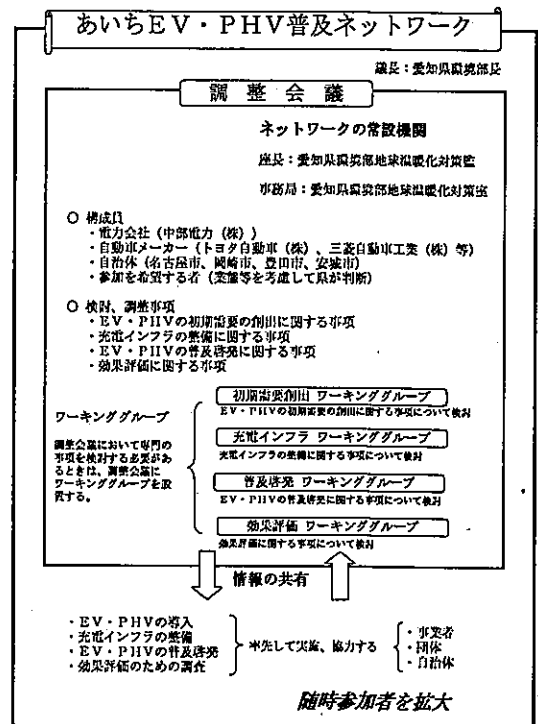 あいちEV・PHV普及ネットワーク
議長：愛知県環境部長
調整会議
ネットワークの常設機関
座長：愛知県環境部地球温暖化対策監
事務局：愛知県環境部地球温暖化対策室
○ 構成員
・電力会社（中部電力（株））
・自動車メーカー（トヨタ自動車（株）、三菱自動車工業（株）等）
・自治体（名古屋市、岡崎市、豊田市、安城市）
・参加を希望する者（業態等を考慮して県が判断）
○ 検討、調整事項
・EV・PHVの初期需要の創出に関する事項
・充電インフラの整備に関する事項
・EV・PHVの普及啓発に関する事項
・効果評価に関する事項
ワーキンググループ
調整会議において専門の
事項を検討する必要があ
るときは、調整会議に
ワーキンググループを設
置する。
初期需要創出 ワーキンググループ
EV・PHVの初期需要の創出に関する事項について検討
充電インフラ ワーキンググループ
充電インフラの整備に関する事項について検討
普及啓発 ワーキンググループ
EV・PHVの普及啓発に関する事項について検討
効果評価 ワーキンググループ
効果評価に関する事項について検討
情報の共有
・EV・PHVの導入
・充電インフラの整備
・EV・PHVの普及啓発
・効果評価のための調査
率先して実施、協力する
・事業者
・団体
・自治体
随時参加者を拡大